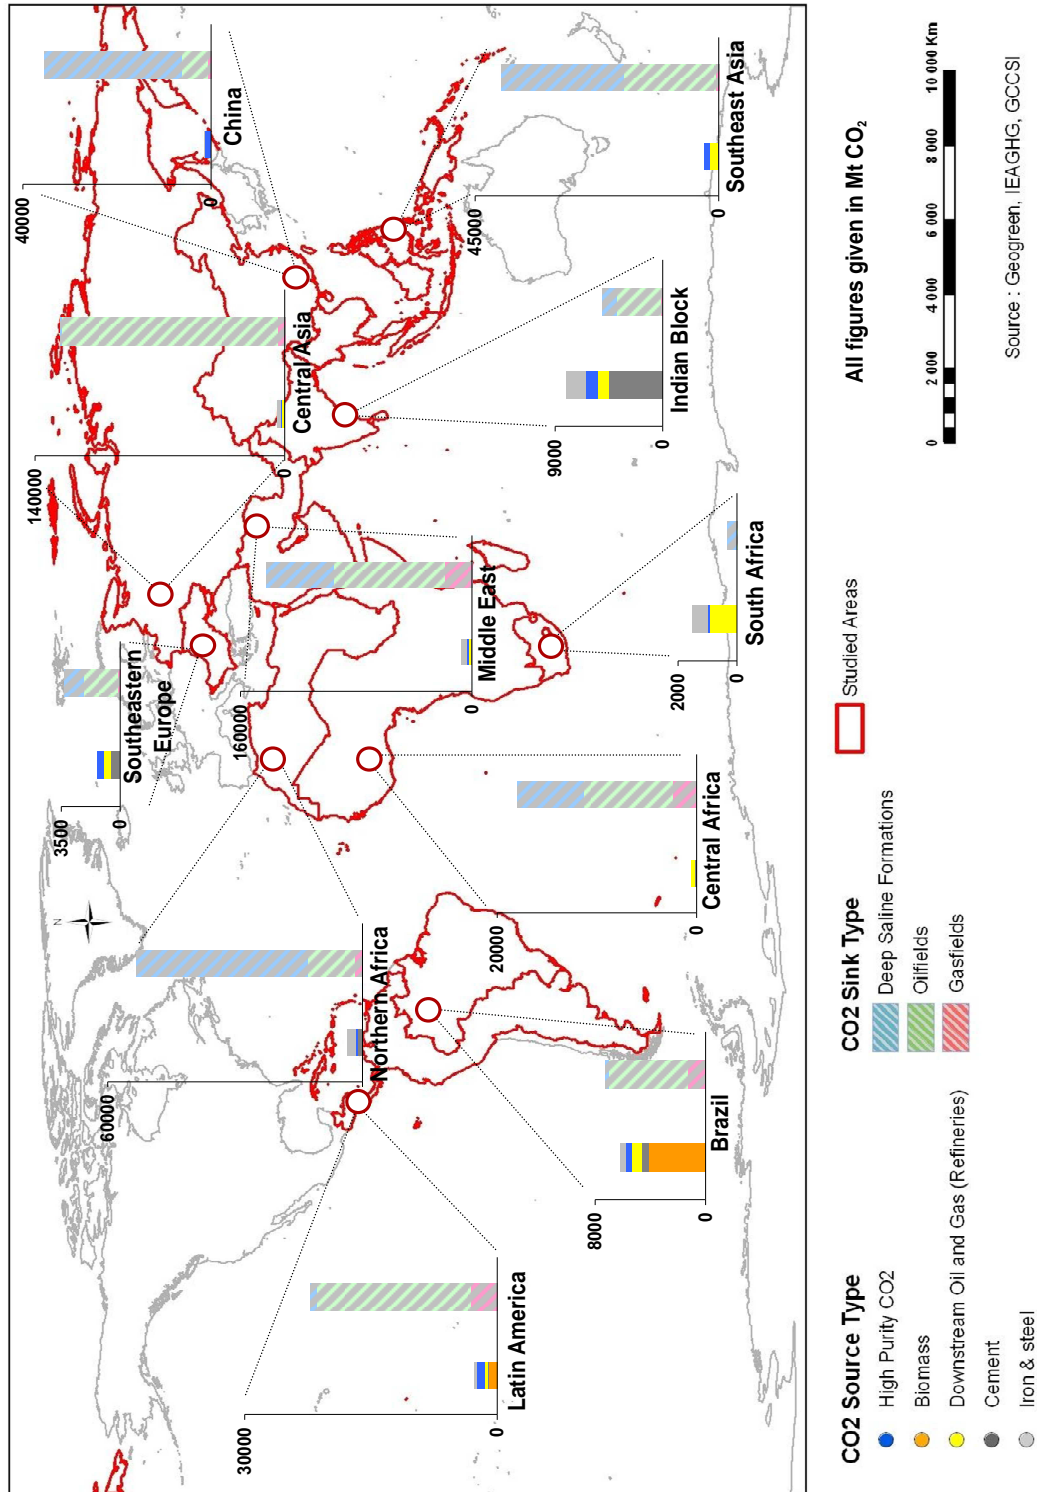 N
Southeastern
Europe
3500
0
Central Asia
140000
0
China
40000
0
Northern Africa
60000
0
Middle East
160000
0
Indian Block
9000
0
Southeast Asia
45000
0
Latin America
30000
0
Brazil
8000
0
Central Africa
20000
0
South Africa
2000
0
CO2 Source Type
High Purity CO2
Biomass
Downstream Oil and Gas (Refineries)
Cement
Iron & steel
CO2 Sink Type
Deep Saline Formations
Oilfields
Gasfields
Studied Areas
All figures given in Mt CO₂
0 2 000 4 000 6 000 8 000 10 000 Km
Source : Geogreen, IEAGHG, GCCSI